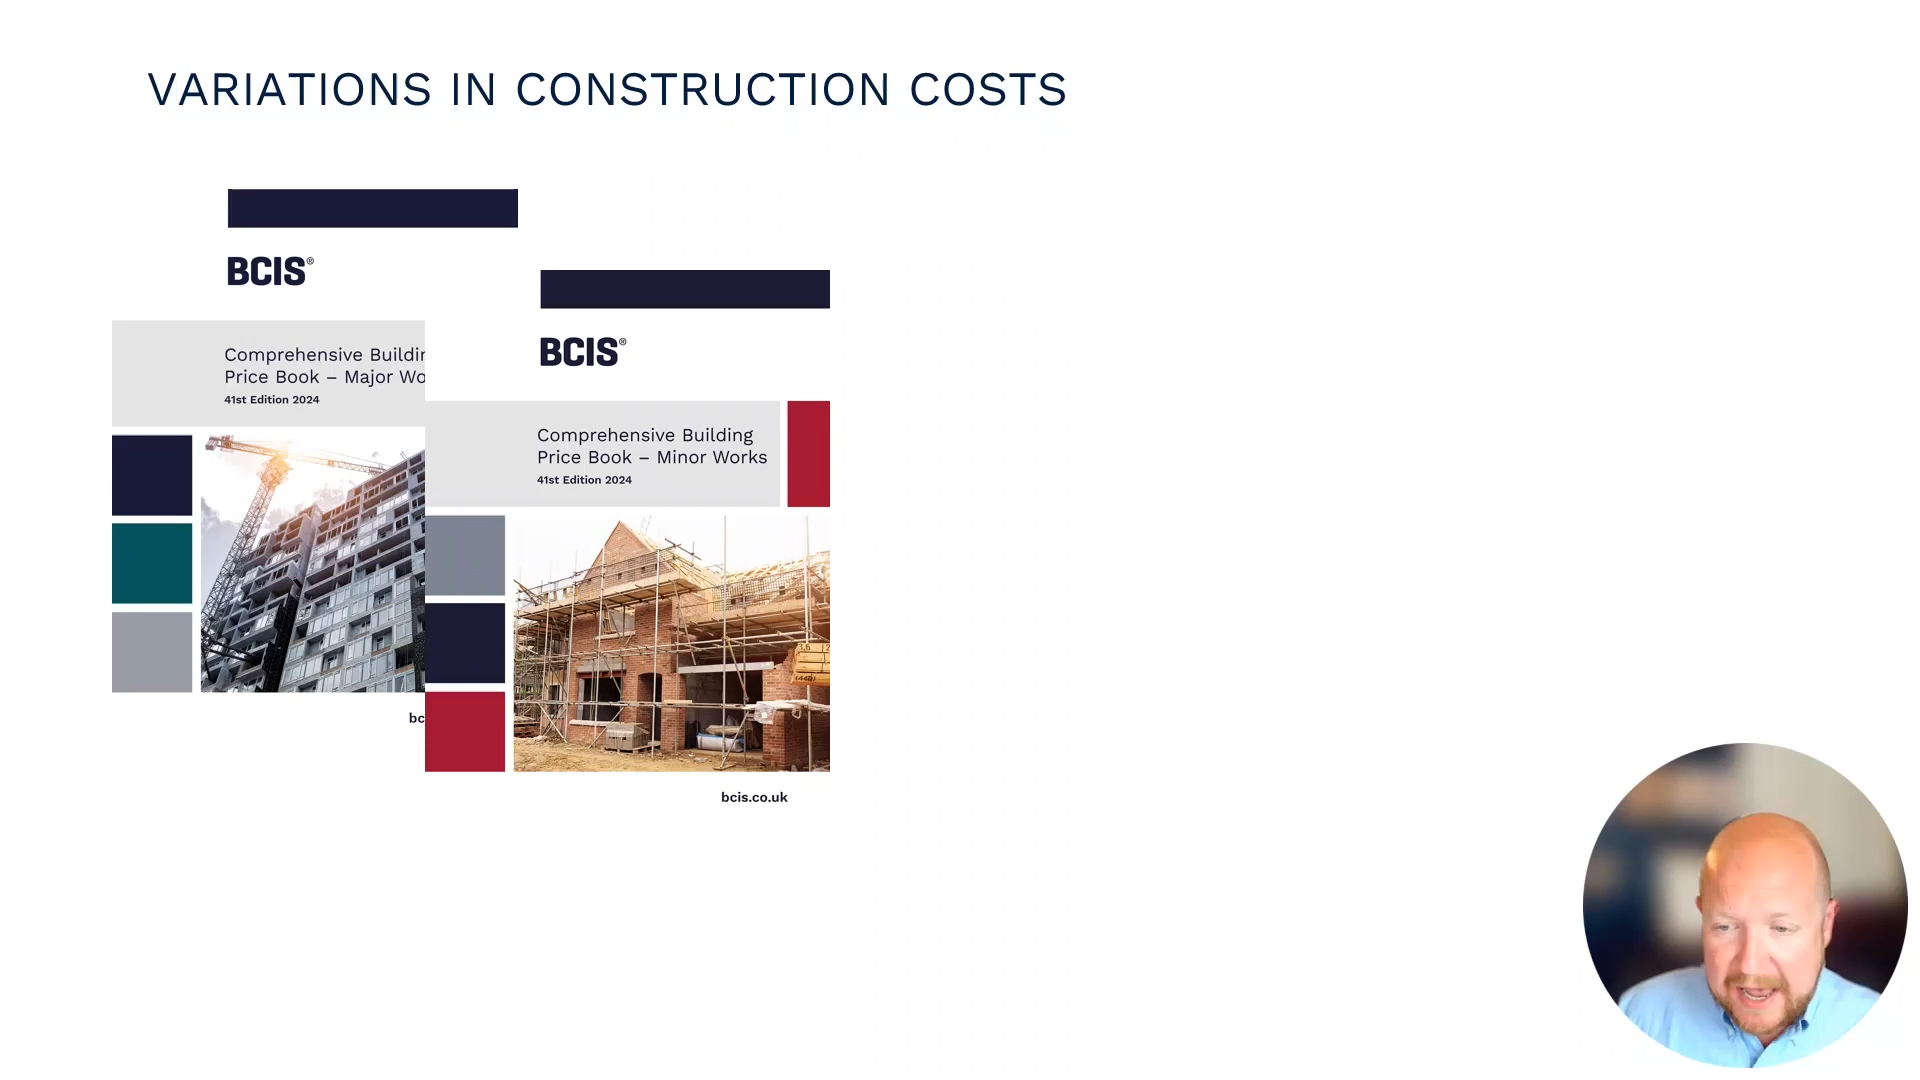 VARIATIONS IN CONSTRUCTION COSTS
BCIS®
Comprehensive Buildin
Price Book – Major Wo
41st Edition 2024
bc
BCIS®
Comprehensive Building
Price Book – Minor Works
41st Edition 2024
bcis.co.uk